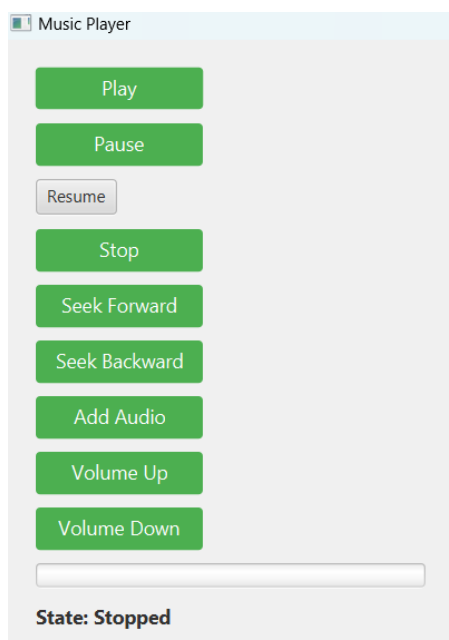 Music Player
Play
Pause
Resume
Stop
Seek Forward
Seek Backward
Add Audio
Volume Up
Volume Down
State: Stopped